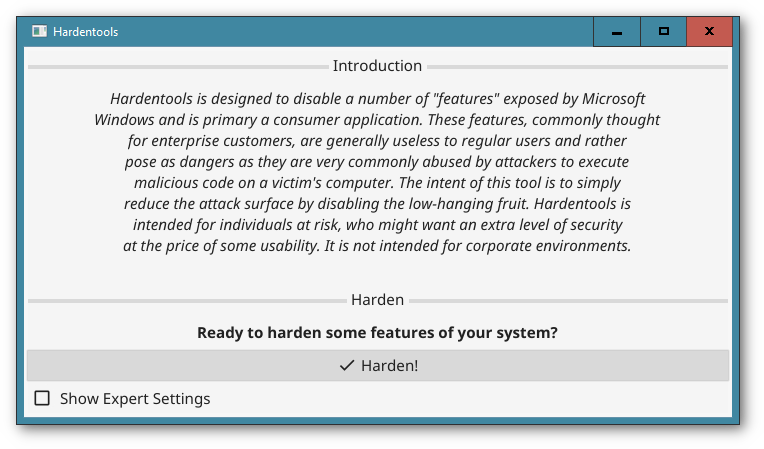 Hardentools
Introduction
Hardentools is designed to disable a number of "features" exposed by Microsoft
Windows and is primary a consumer application. These features, commonly thought
for enterprise customers, are generally useless to regular users and rather
pose as dangers as they are very commonly abused by attackers to execute
malicious code on a victim's computer. The intent of this tool is to simply
reduce the attack surface by disabling the low-hanging fruit. Hardentools is
intended for individuals at risk, who might want an extra level of security
at the price of some usability. It is not intended for corporate environments.
Harden
Ready to harden some features of your system?
Harden!
Show Expert Settings